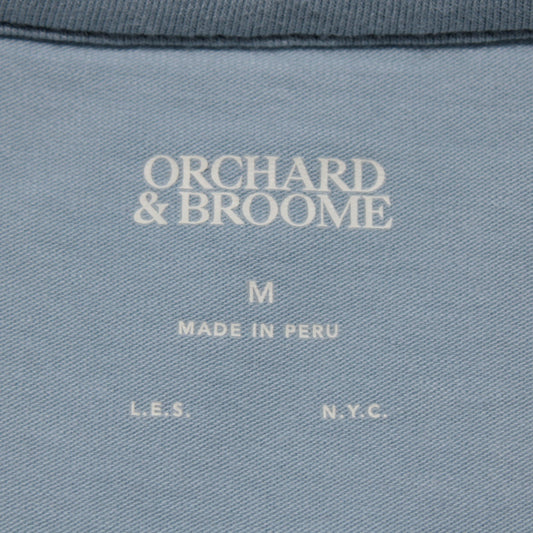 ORCHARD
& BROOME
M
MADE IN PERU
L.E.S. N.Y.C.